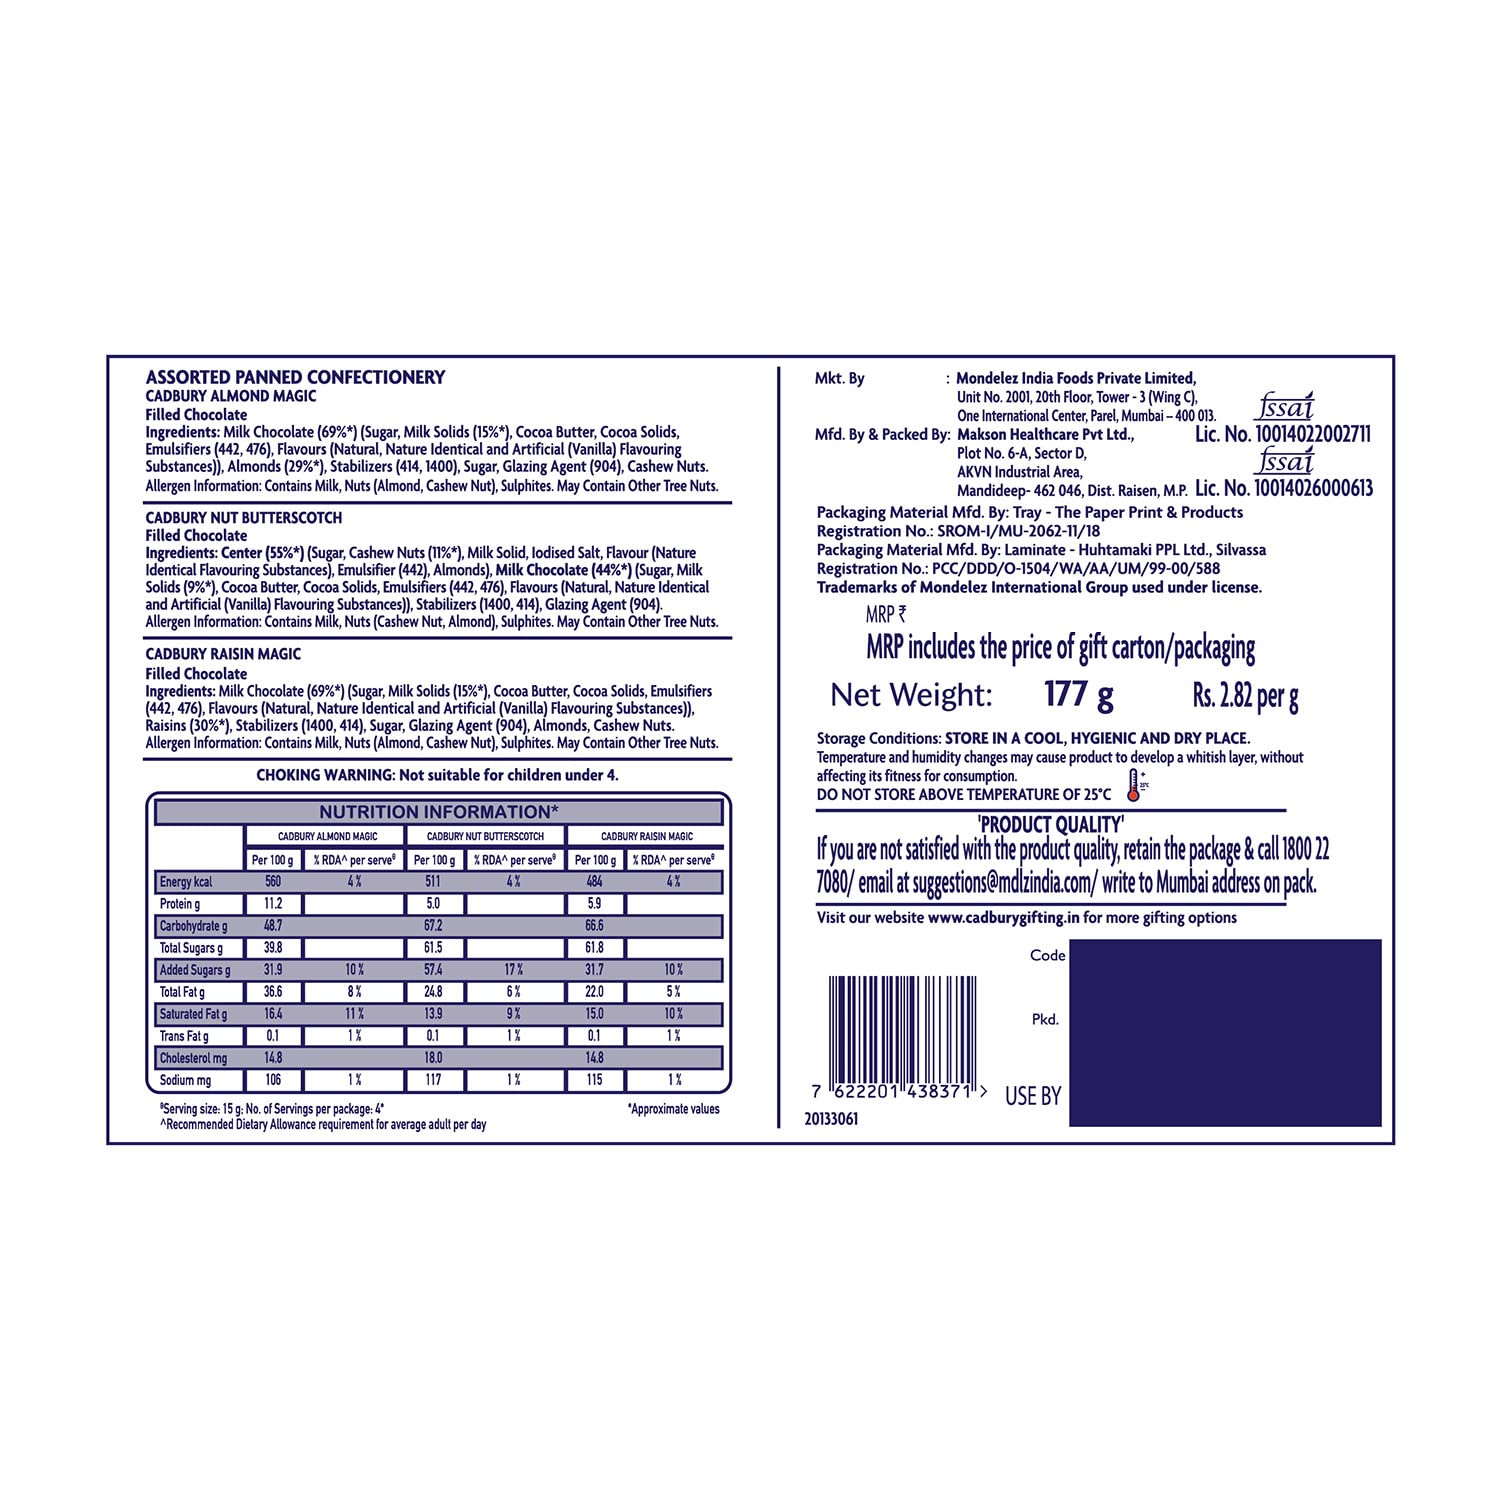 ASSORTED PANNED CONFECTIONERY
CADBURY ALMOND MAGIC
Filled Chocolate
Ingredients: Milk Chocolate (69%*) (Sugar, Milk Solids (15%*), Cocoa Butter, Cocoa Solids,
Emulsifiers (442, 476), Flavours (Natural, Nature Identical and Artificial (Vanilla) Flavouring
Substances)), Almonds (29%*), Stabilizers (414, 1400), Sugar, Glazing Agent (904), Cashew Nuts.
Allergen Information: Contains Milk, Nuts (Almond, Cashew Nut), Sulphites. May Contain Other Tree Nuts.
CADBURY NUT BUTTERSCOTCH
Filled Chocolate
Ingredients: Center (55%*) (Sugar, Cashew Nuts (11%*), Milk Solid, Iodised Salt, Flavour (Nature
Identical Flavouring Substances), Emulsifier (442), Almonds), Milk Chocolate (44%*) (Sugar, Milk
Solids (9%*), Cocoa Butter, Cocoa Solids, Emulsifiers (442, 476), Flavours (Natural, Nature Identical
and Artificial (Vanilla) Flavouring Substances)), Stabilizers (1400, 414), Glazing Agent (904).
Allergen Information: Contains Milk, Nuts (Cashew Nut, Almond), Sulphites. May Contain Other Tree Nuts.
CADBURY RAISIN MAGIC
Filled Chocolate
Ingredients: Milk Chocolate (69%*) (Sugar, Milk Solids (15%*), Cocoa Butter, Cocoa Solids, Emulsifiers
(442, 476), Flavours (Natural, Nature Identical and Artificial (Vanilla) Flavouring Substances)),
Raisins (30%*), Stabilizers (1400, 414), Sugar, Glazing Agent (904), Almonds, Cashew Nuts.
Allergen Information: Contains Milk, Nuts (Almond, Cashew Nut), Sulphites. May Contain Other Tree Nuts.
CHOKING WARNING: Not suitable for children under 4.
NUTRITION INFORMATION*
CADBURY ALMOND MAGIC CADBURY NUT BUTTERSCOTCH CADBURY RAISIN MAGIC
Per 100 g % RDA^ per serve⁸ Per 100 g % RDA^ per serve⁸ Per 100 g % RDA^ per serve⁸
Energy kcal 560 4 % 511 4 % 484 4 %
Protein g 11.2 5.0 5.9
Carbohydrate g 48.7 67.2 66.6
Total Sugars g 39.8 61.5 61.8
Added Sugars g 31.9 10 % 57.4 17 % 31.7 10 %
Total Fat g 36.6 8 % 24.8 6 % 22.0 5 %
Saturated Fat g 16.4 11 % 13.9 9 % 15.0 10 %
Trans Fat g 0.1 1 % 0.1 1 % 0.1 1 %
Cholesterol mg 14.8 18.0 14.8
Sodium mg 106 1 % 117 1 % 115 1 %
⁸Serving size: 15 g; No. of Servings per package: 4* *Approximate values
^Recommended Dietary Allowance requirement for average adult per day
Mkt. By : Mondelez India Foods Private Limited,
Unit No. 2001, 20th Floor, Tower - 3 (Wing C),
One International Center, Parel, Mumbai – 400 013.
fssai
Lic. No. 10014022002711
Mfd. By & Packed By: Makson Healthcare Pvt Ltd.,
Plot No. 6-A, Sector D,
AKVN Industrial Area,
Mandideep- 462 046, Dist. Raisen, M.P.
fssai
Lic. No. 10014026000613
Packaging Material Mfd. By: Tray - The Paper Print & Products
Registration No.: SROM-I/MU-2062-11/18
Packaging Material Mfd. By: Laminate - Huhtamaki PPL Ltd., Silvassa
Registration No.: PCC/DDD/O-1504/WA/AA/UM/99-00/588
Trademarks of Mondelez International Group used under license.
MRP ₹
MRP includes the price of gift carton/packaging
Net Weight: 177 g Rs. 2.82 per g
Storage Conditions: STORE IN A COOL, HYGIENIC AND DRY PLACE.
Temperature and humidity changes may cause product to develop a whitish layer, without
affecting its fitness for consumption.
DO NOT STORE ABOVE TEMPERATURE OF 25°C
25°C
'PRODUCT QUALITY'
If you are not satisfied with the product quality, retain the package & call 1800 22
7080/ email at suggestions@mdlzindia.com/ write to Mumbai address on pack.
Visit our website www.cadburygifting.in for more gifting options
Code
Pkd.
USE BY
7 622201 438371 >
20133061